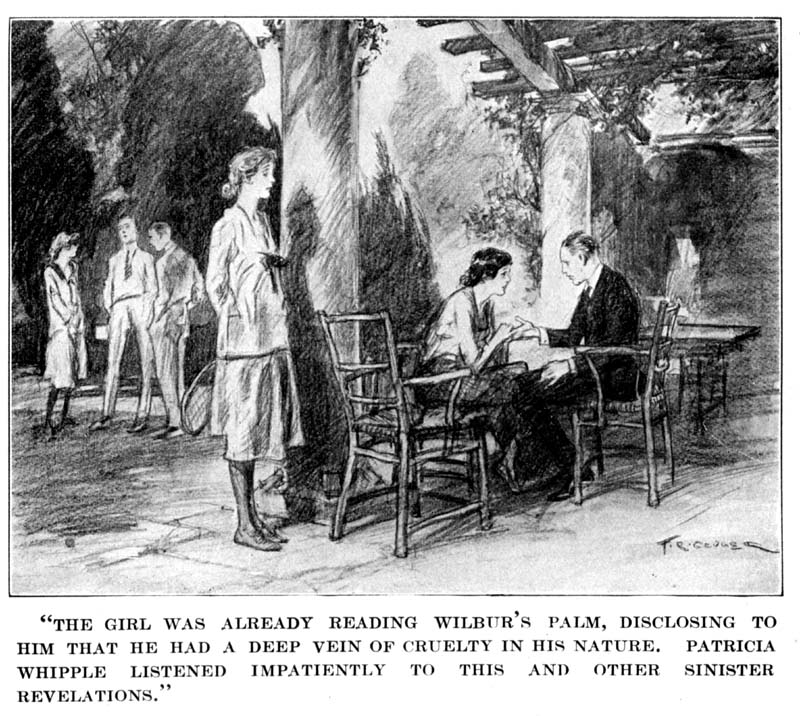 F.R.GRUGER
"THE GIRL WAS ALREADY READING WILBUR'S PALM, DISCLOSING TO
HIM THAT HE HAD A DEEP VEIN OF CRUELTY IN HIS NATURE. PATRICIA
WHIPPLE LISTENED IMPATIENTLY TO THIS AND OTHER SINISTER
REVELATIONS."